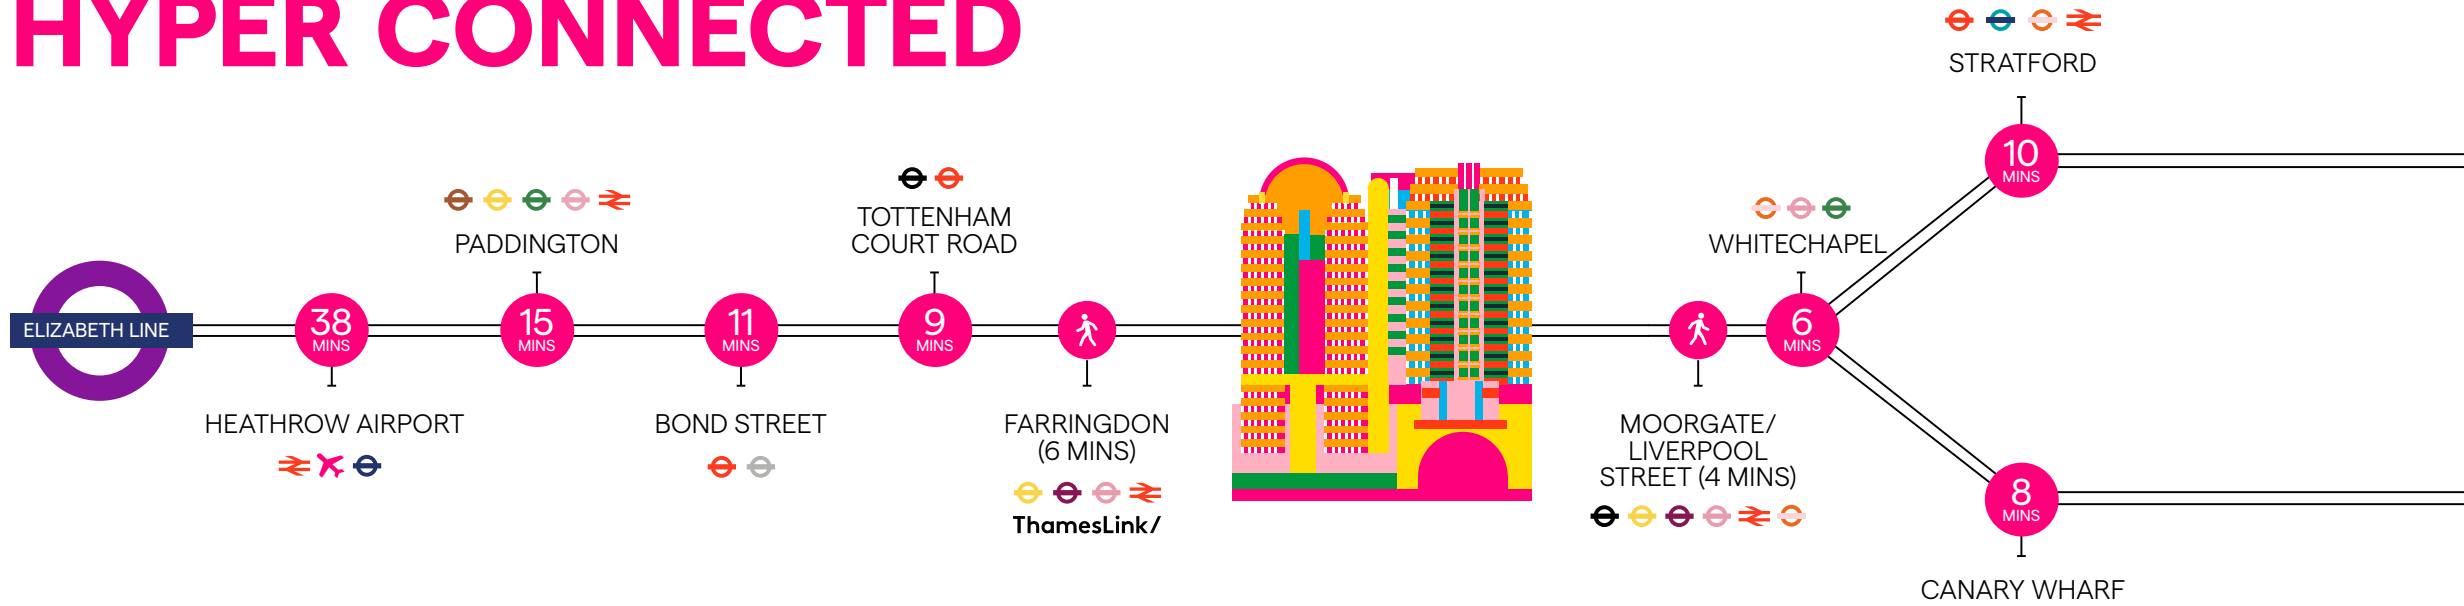 HYPER CONNECTED
ELIZABETH LINE
38
MINS
HEATHROW AIRPORT
PADDINGTON
15
MINS
11
MINS
BOND STREET
TOTTENHAM
COURT ROAD
9
MINS
FARRINGDON
(6 MINS)
ThamesLink/
MOORGATE/
LIVERPOOL
STREET (4 MINS)
WHITECHAPEL
6
MINS
STRATFORD
10
MINS
8
MINS
CANARY WHARF